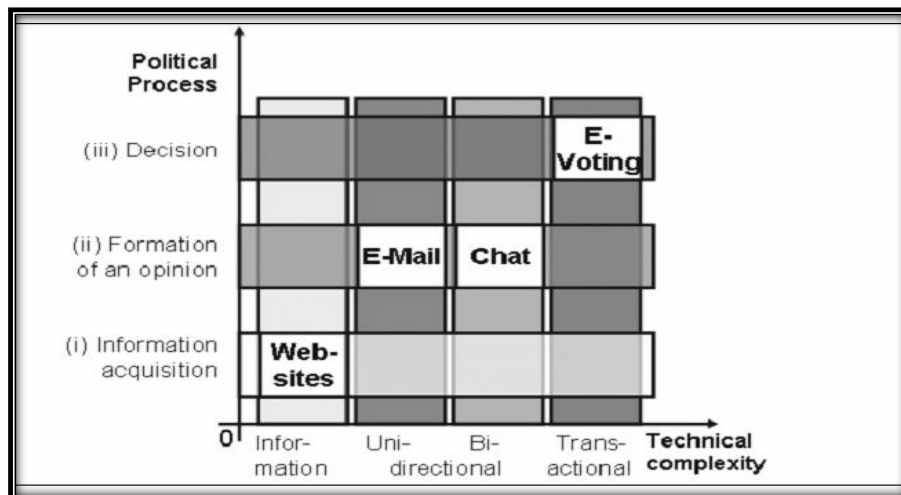 Political
Process
(iii) Decision
E-
Voting
(ii) Formation
of an opinion
E-Mail
Chat
(i) Information
acquisition
Web-
sites
0
Infor-
mation
Uni-
Bi-
directional
Trans-
actional
Technical
complexity